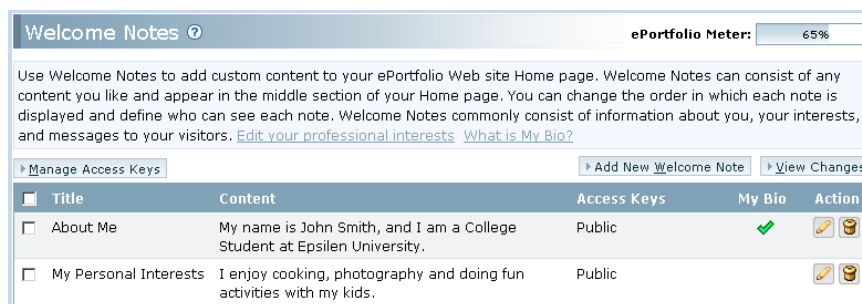 Welcome Notes ?
ePortfolio Meter: 65%
Use Welcome Notes to add custom content to your ePortfolio Web site Home page. Welcome Notes can consist of any
content you like and appear in the middle section of your Home page. You can change the order in which each note is
displayed and define who can see each note. Welcome Notes commonly consist of information about you, your interests,
and messages to your visitors. Edit your professional interests What is My Bio?
Manage Access Keys Add New Welcome Note View Changes
Title Content Access Keys My Bio Action
About Me My name is John Smith, and I am a College Public
Student at Epsilen University.
My Personal Interests I enjoy cooking, photography and doing fun Public
activities with my kids.